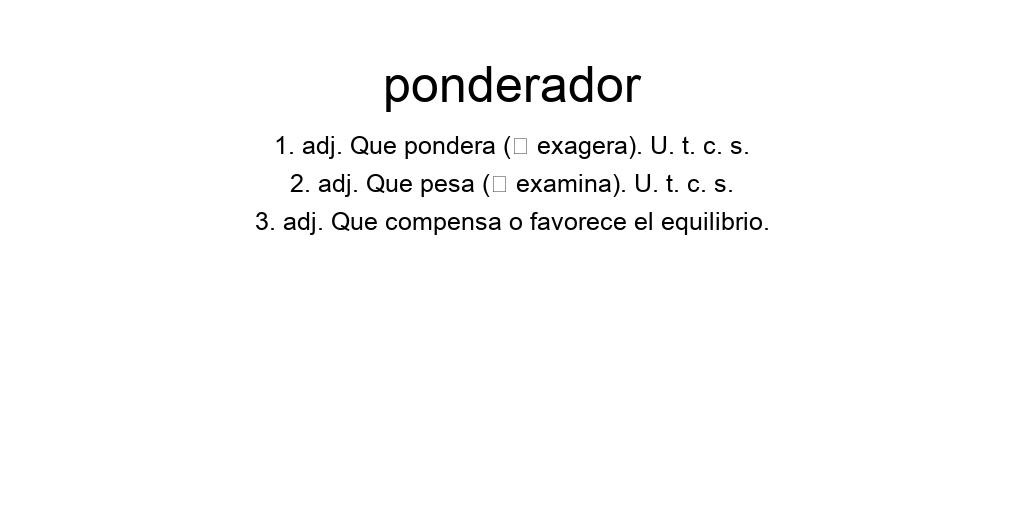 ponderador
1. adj. Que pondera (□ exagera). U. t. c. s.
2. adj. Que pesa (□ examina). U. t. c. s.
3. adj. Que compensa o favorece el equilibrio.